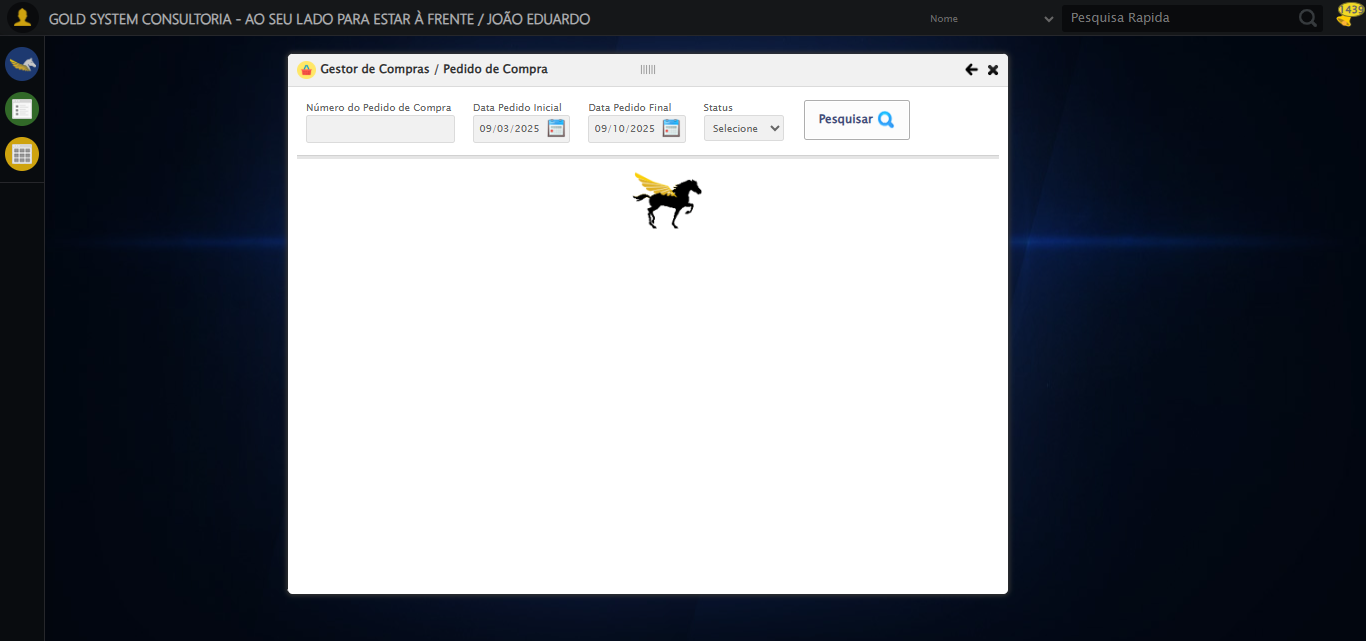 GOLD SYSTEM CONSULTORIA - AO SEU LADO PARA ESTAR À FRENTE / JOÃO EDUARDO
Nome
Pesquisa Rapida
1439
Gestor de Compras / Pedido de Compra
Número do Pedido de Compra
Data Pedido Inicial
Data Pedido Final
Status
09/03/2025
09/10/2025
Selecione
Pesquisar